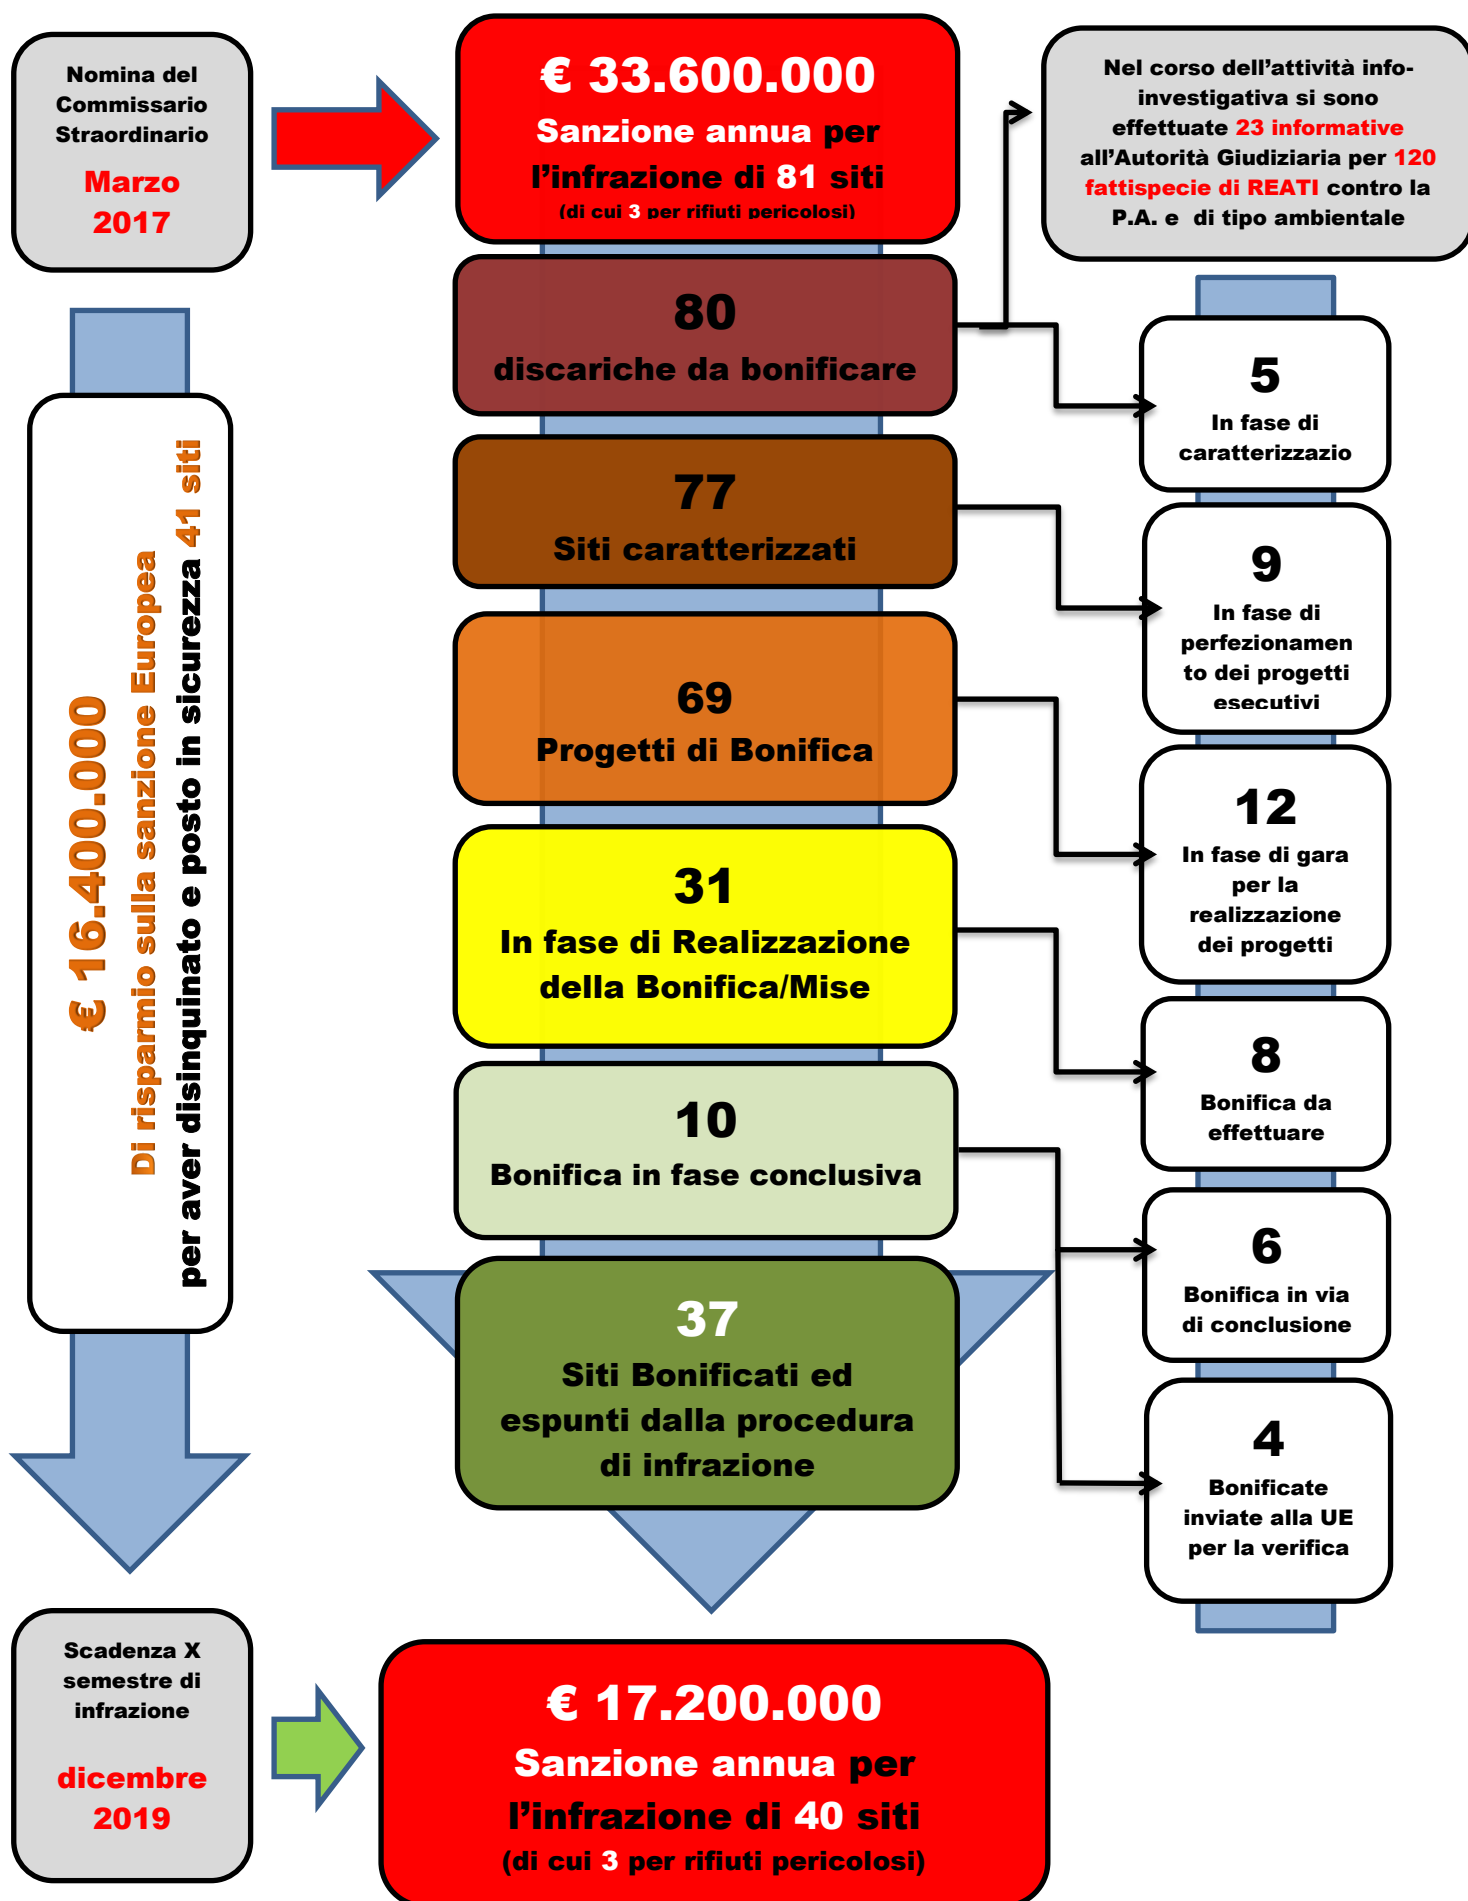 Nomina del
Commissario
Straordinario
Marzo
2017
€ 33.600.000
Sanzione annua per
l'infrazione di 81 siti
(di cui 3 per rifiuti pericolosi)
Nel corso dell'attività info-
investigativa si sono
effettuate 23 informative
all'Autorità Giudiziaria per 120
fattispecie di REATI contro la
P.A. e di tipo ambientale
€ 16.400.000
Di risparmio sulla sanzione Europea
per aver disinquinato e posto in sicurezza 41 siti
80
discariche da bonificare
77
Siti caratterizzati
69
Progetti di Bonifica
31
In fase di Realizzazione
della Bonifica/Mise
10
Bonifica in fase conclusiva
37
Siti Bonificati ed
espunti dalla procedura
di infrazione
5
In fase di
caratterizzazio
9
In fase di
perfezionamen
to dei progetti
esecutivi
12
In fase di gara
per la
realizzazione
dei progetti
8
Bonifica da
effettuare
6
Bonifica in via
di conclusione
4
Bonificate
inviate alla UE
per la verifica
Scadenza X
semestre di
infrazione
dicembre
2019
€ 17.200.000
Sanzione annua per
l'infrazione di 40 siti
(di cui 3 per rifiuti pericolosi)